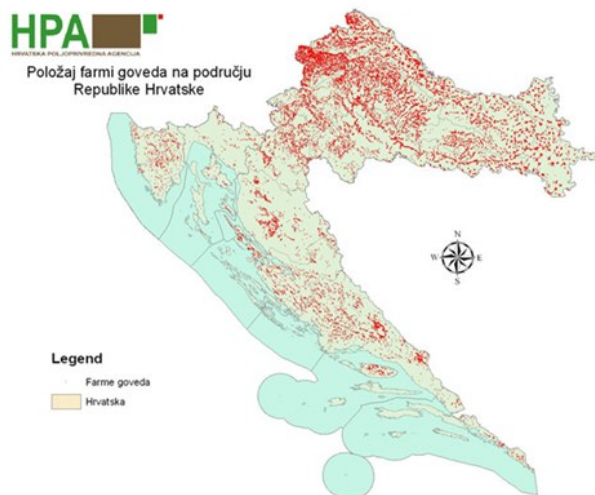 HPA
HRVATSKA POLJOPRIVREDNA AGENCIJA
Položaj farmi goveda na području
Republike Hrvatske
N
W E
S
Legend
Farme goveda
Hrvatska